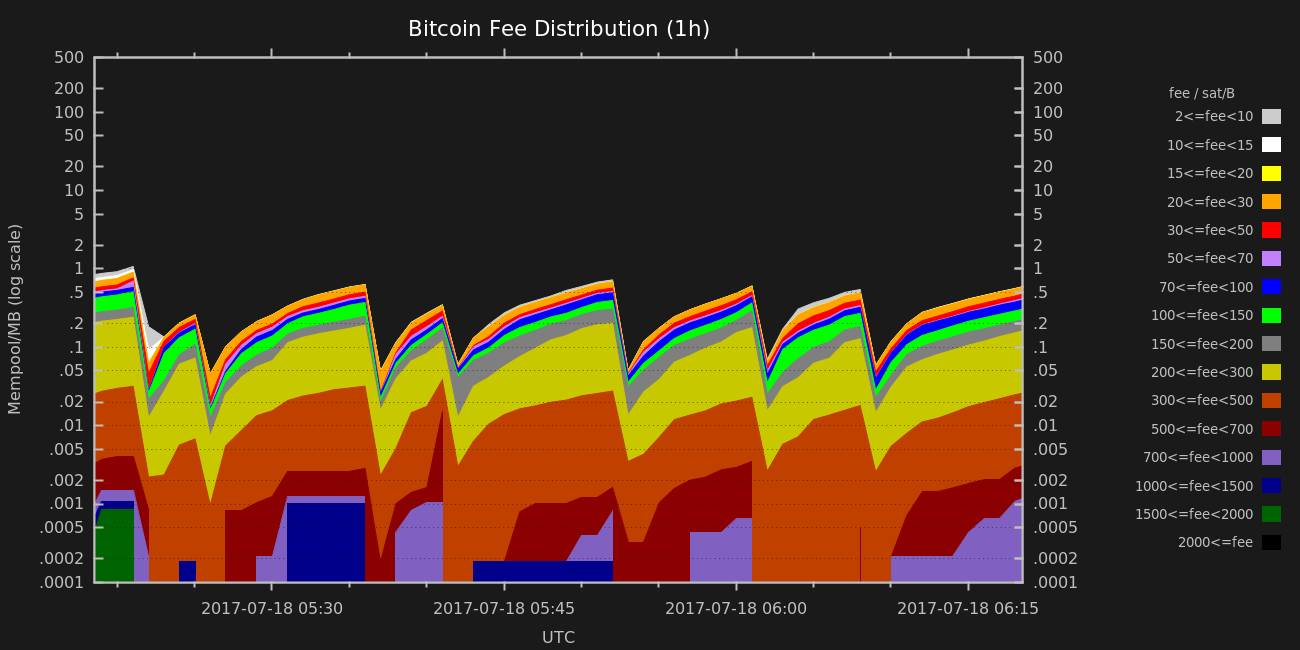 Bitcoin Fee Distribution (1h)
Mempool/MB (log scale)
500
200
100
50
20
10
5
2
1
.5
.2
.1
.05
.02
.01
.005
.002
.001
.0005
.0002
.0001
500
200
100
50
20
10
5
2
1
.5
.2
.1
.05
.02
.01
.005
.002
.001
.0005
.0002
.0001
2017-07-18 05:30
2017-07-18 05:45
2017-07-18 06:00
2017-07-18 06:15
UTC
fee / sat/B
2<=fee<10
10<=fee<15
15<=fee<20
20<=fee<30
30<=fee<50
50<=fee<70
70<=fee<100
100<=fee<150
150<=fee<200
200<=fee<300
300<=fee<500
500<=fee<700
700<=fee<1000
1000<=fee<1500
1500<=fee<2000
2000<=fee